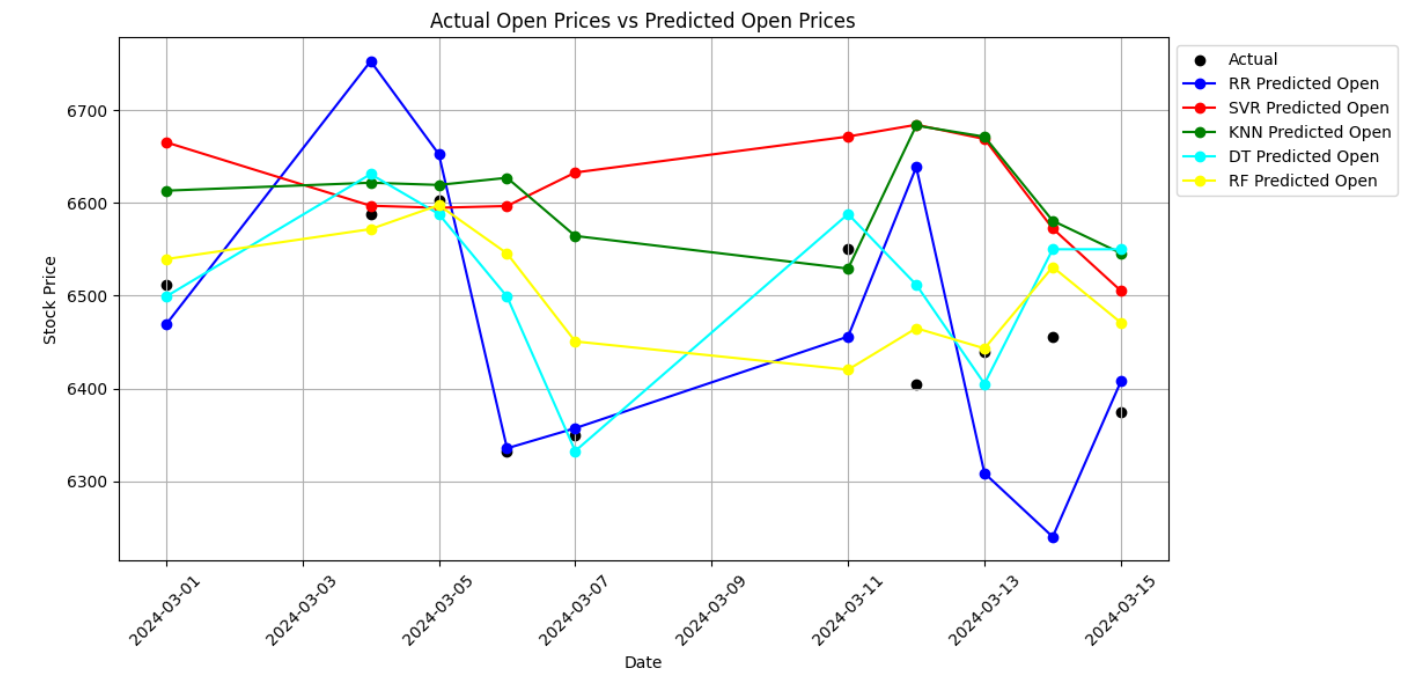 Actual Open Prices vs Predicted Open Prices
Actual
RR Predicted Open
SVR Predicted Open
KNN Predicted Open
DT Predicted Open
RF Predicted Open
Stock Price
6700
6600
6500
6400
6300
2024-03-01
2024-03-03
2024-03-05
2024-03-07
2024-03-09
2024-03-11
2024-03-13
2024-03-15
Date